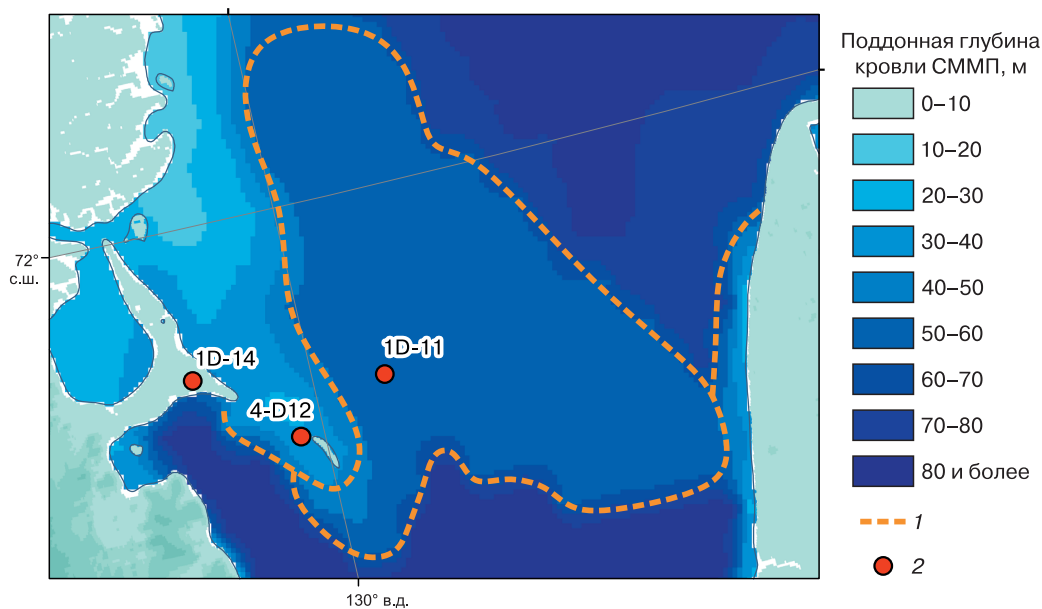 72°
с.ш.
1D-14
1D-11
4-D12
130° в.д.
Поддонная глубина
кровли СММП, м
0–10
10–20
20–30
30–40
40–50
50–60
60–70
70–80
80 и более
1
2